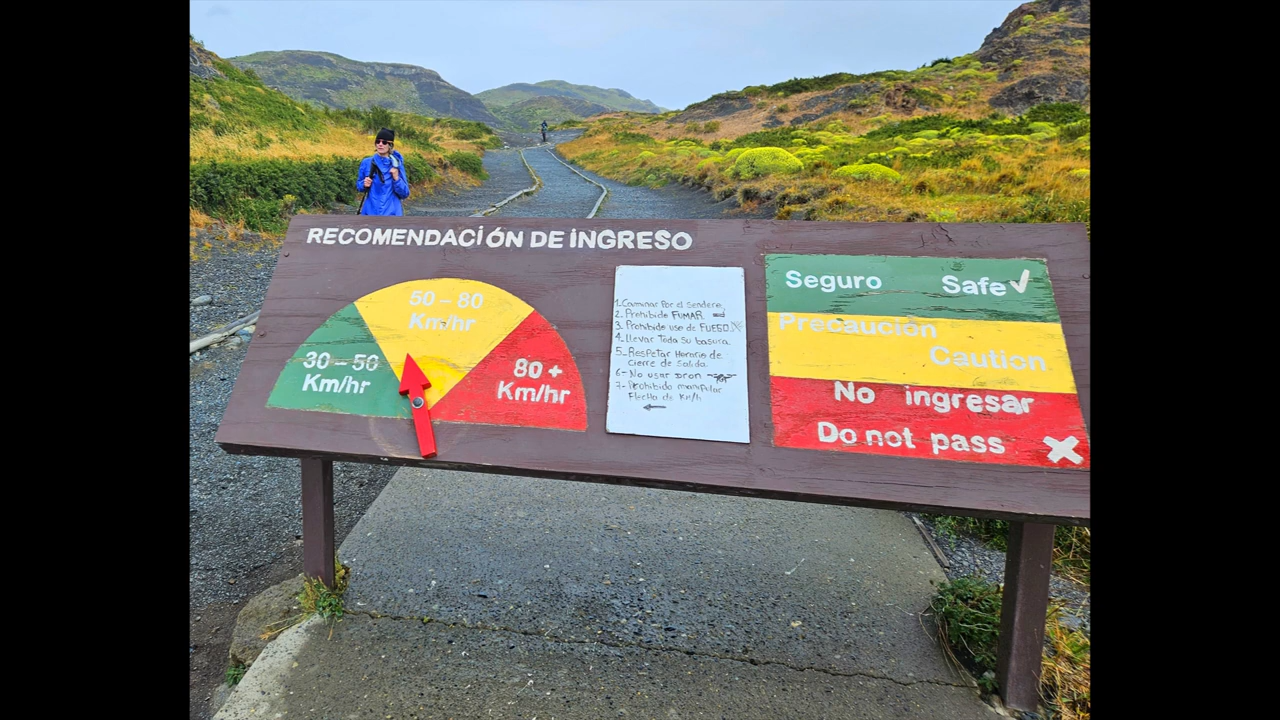 RECOMENDACIÓN DE INGRESO
50 – 80
Km/hr
30 – 50
Km/hr
80 +
Km/hr
1. Caminar Por el sendero
2. Prohibido FUMAR
3. Prohibido use de FUEGO
4. Llevar Toda Su basura
5. RESPETAR Horario de
cierre de Salida
6- No usar Dron
7- Prohibido manipular
Flecha de Km/h
Seguro Safe
Precaución
Caution
No ingresar
Do not pass